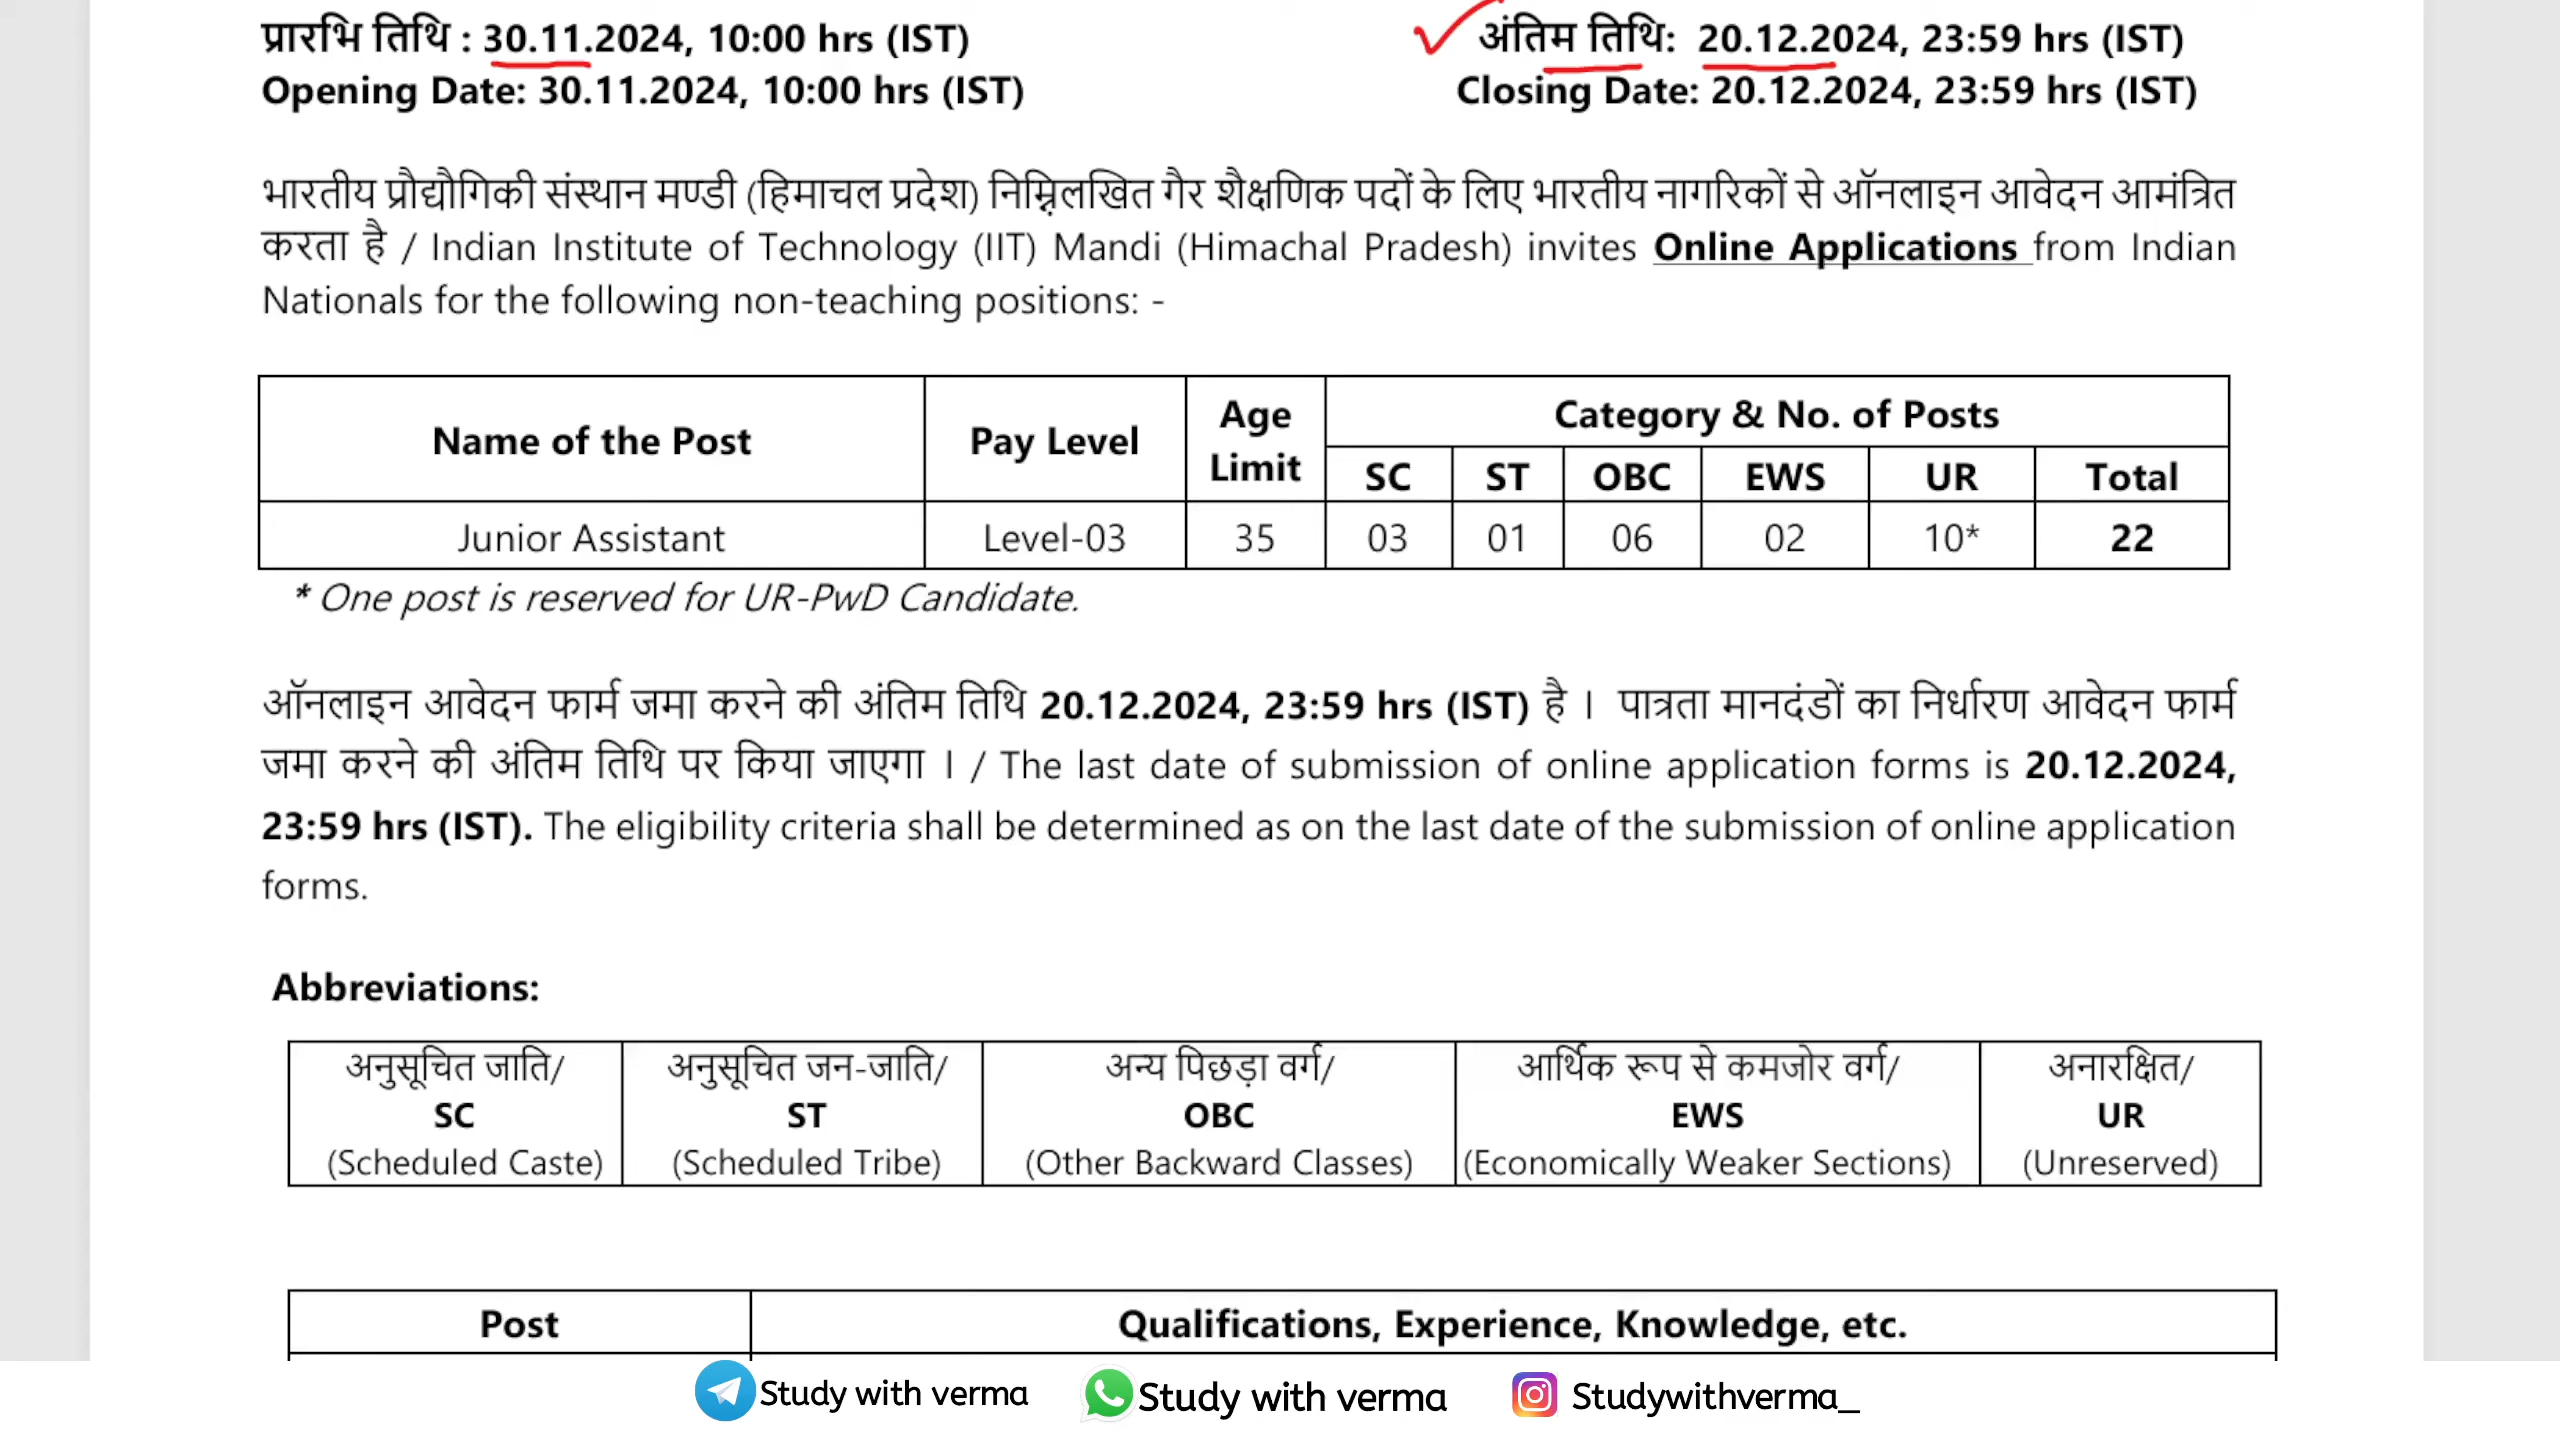 प्रारंभि तिथि : 30.11.2024, 10:00 hrs (IST)
अंतिम तिथि: 20.12.2024, 23:59 hrs (IST)
Opening Date: 30.11.2024, 10:00 hrs (IST)
Closing Date: 20.12.2024, 23:59 hrs (IST)
भारतीय प्रौद्योगिकी संस्थान मण्डी (हिमाचल प्रदेश) निम्नलिखित गैर शैक्षणिक पदों के लिए भारतीय नागरिकों से ऑनलाइन आवेदन आमंत्रित
करता है / Indian Institute of Technology (IIT) Mandi (Himachal Pradesh) invites Online Applications from Indian
Nationals for the following non-teaching positions: -
Name of the Post Pay Level Age Limit Category & No. of Posts
SC ST OBC EWS UR Total
Junior Assistant Level-03 35 03 01 06 02 10* 22
* One post is reserved for UR-PwD Candidate.
ऑनलाइन आवेदन फार्म जमा करने की अंतिम तिथि 20.12.2024, 23:59 hrs (IST) है । पात्रता मानदंडों का निर्धारण आवेदन फार्म
जमा करने की अंतिम तिथि पर किया जाएगा । / The last date of submission of online application forms is 20.12.2024,
23:59 hrs (IST). The eligibility criteria shall be determined as on the last date of the submission of online application
forms.
Abbreviations:
अनुसूचित जाति/ अनुसूचित जन-जाति/ अन्य पिछड़ा वर्ग/ आर्थिक रूप से कमजोर वर्ग/ अनारक्षित/
SC ST OBC EWS UR
(Scheduled Caste) (Scheduled Tribe) (Other Backward Classes) (Economically Weaker Sections) (Unreserved)
Post Qualifications, Experience, Knowledge, etc.
Study with verma Study with verma Studywithverma_